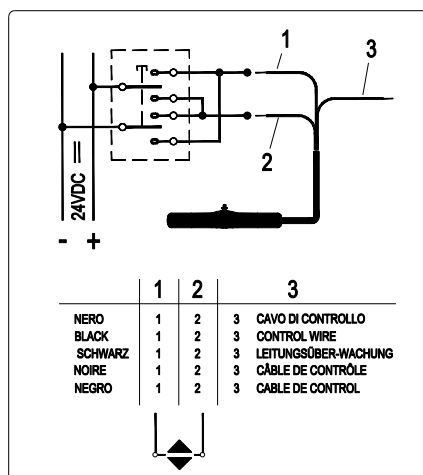 1
3
2
24VDC =
- +
1 2 3
NERO 1 2 3 CAVO DI CONTROLLO
BLACK 1 2 3 CONTROL WIRE
SCHWARZ 1 2 3 LEITUNGSÜBER-WACHUNG
NOIRE 1 2 3 CÂBLE DE CONTRÔLE
NEGRO 1 2 3 CABLE DE CONTROL